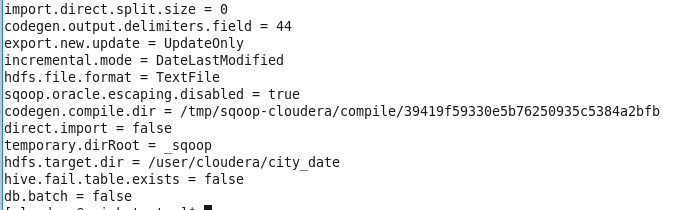 import.direct.split.size = 0
codegen.output.delimiters.field = 44
export.new.update = UpdateOnly
incremental.mode = DateLastModified
hdfs.file.format = TextFile
sqoop.oracle.escaping.disabled = true
codegen.compile.dir = /tmp/sqoop-cloudera/compile/39419f59330e5b76250935c5384a2bfb
direct.import = false
temporary.dirRoot = _sqoop
hdfs.target.dir = /user/cloudera/city_date
hive.fail.table.exists = false
db.batch = false